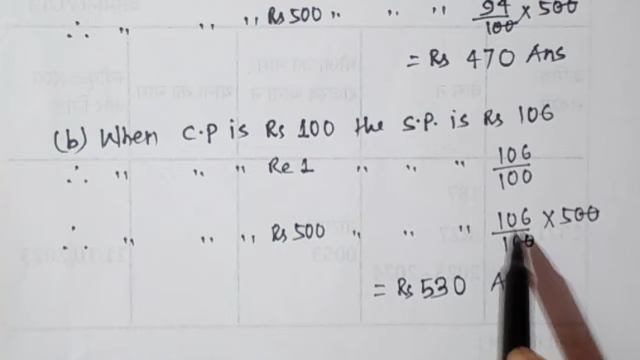 ∴ " " " Rs 500 " " " 94/100 × 500
= Rs 470 Ans
(b) When C.P is Rs 100 the S.P. is Rs 106
∴ " " " Re 1 " " " 106/100
∴ " " " Rs 500 " " " 106/100 × 500
= Rs 530 A